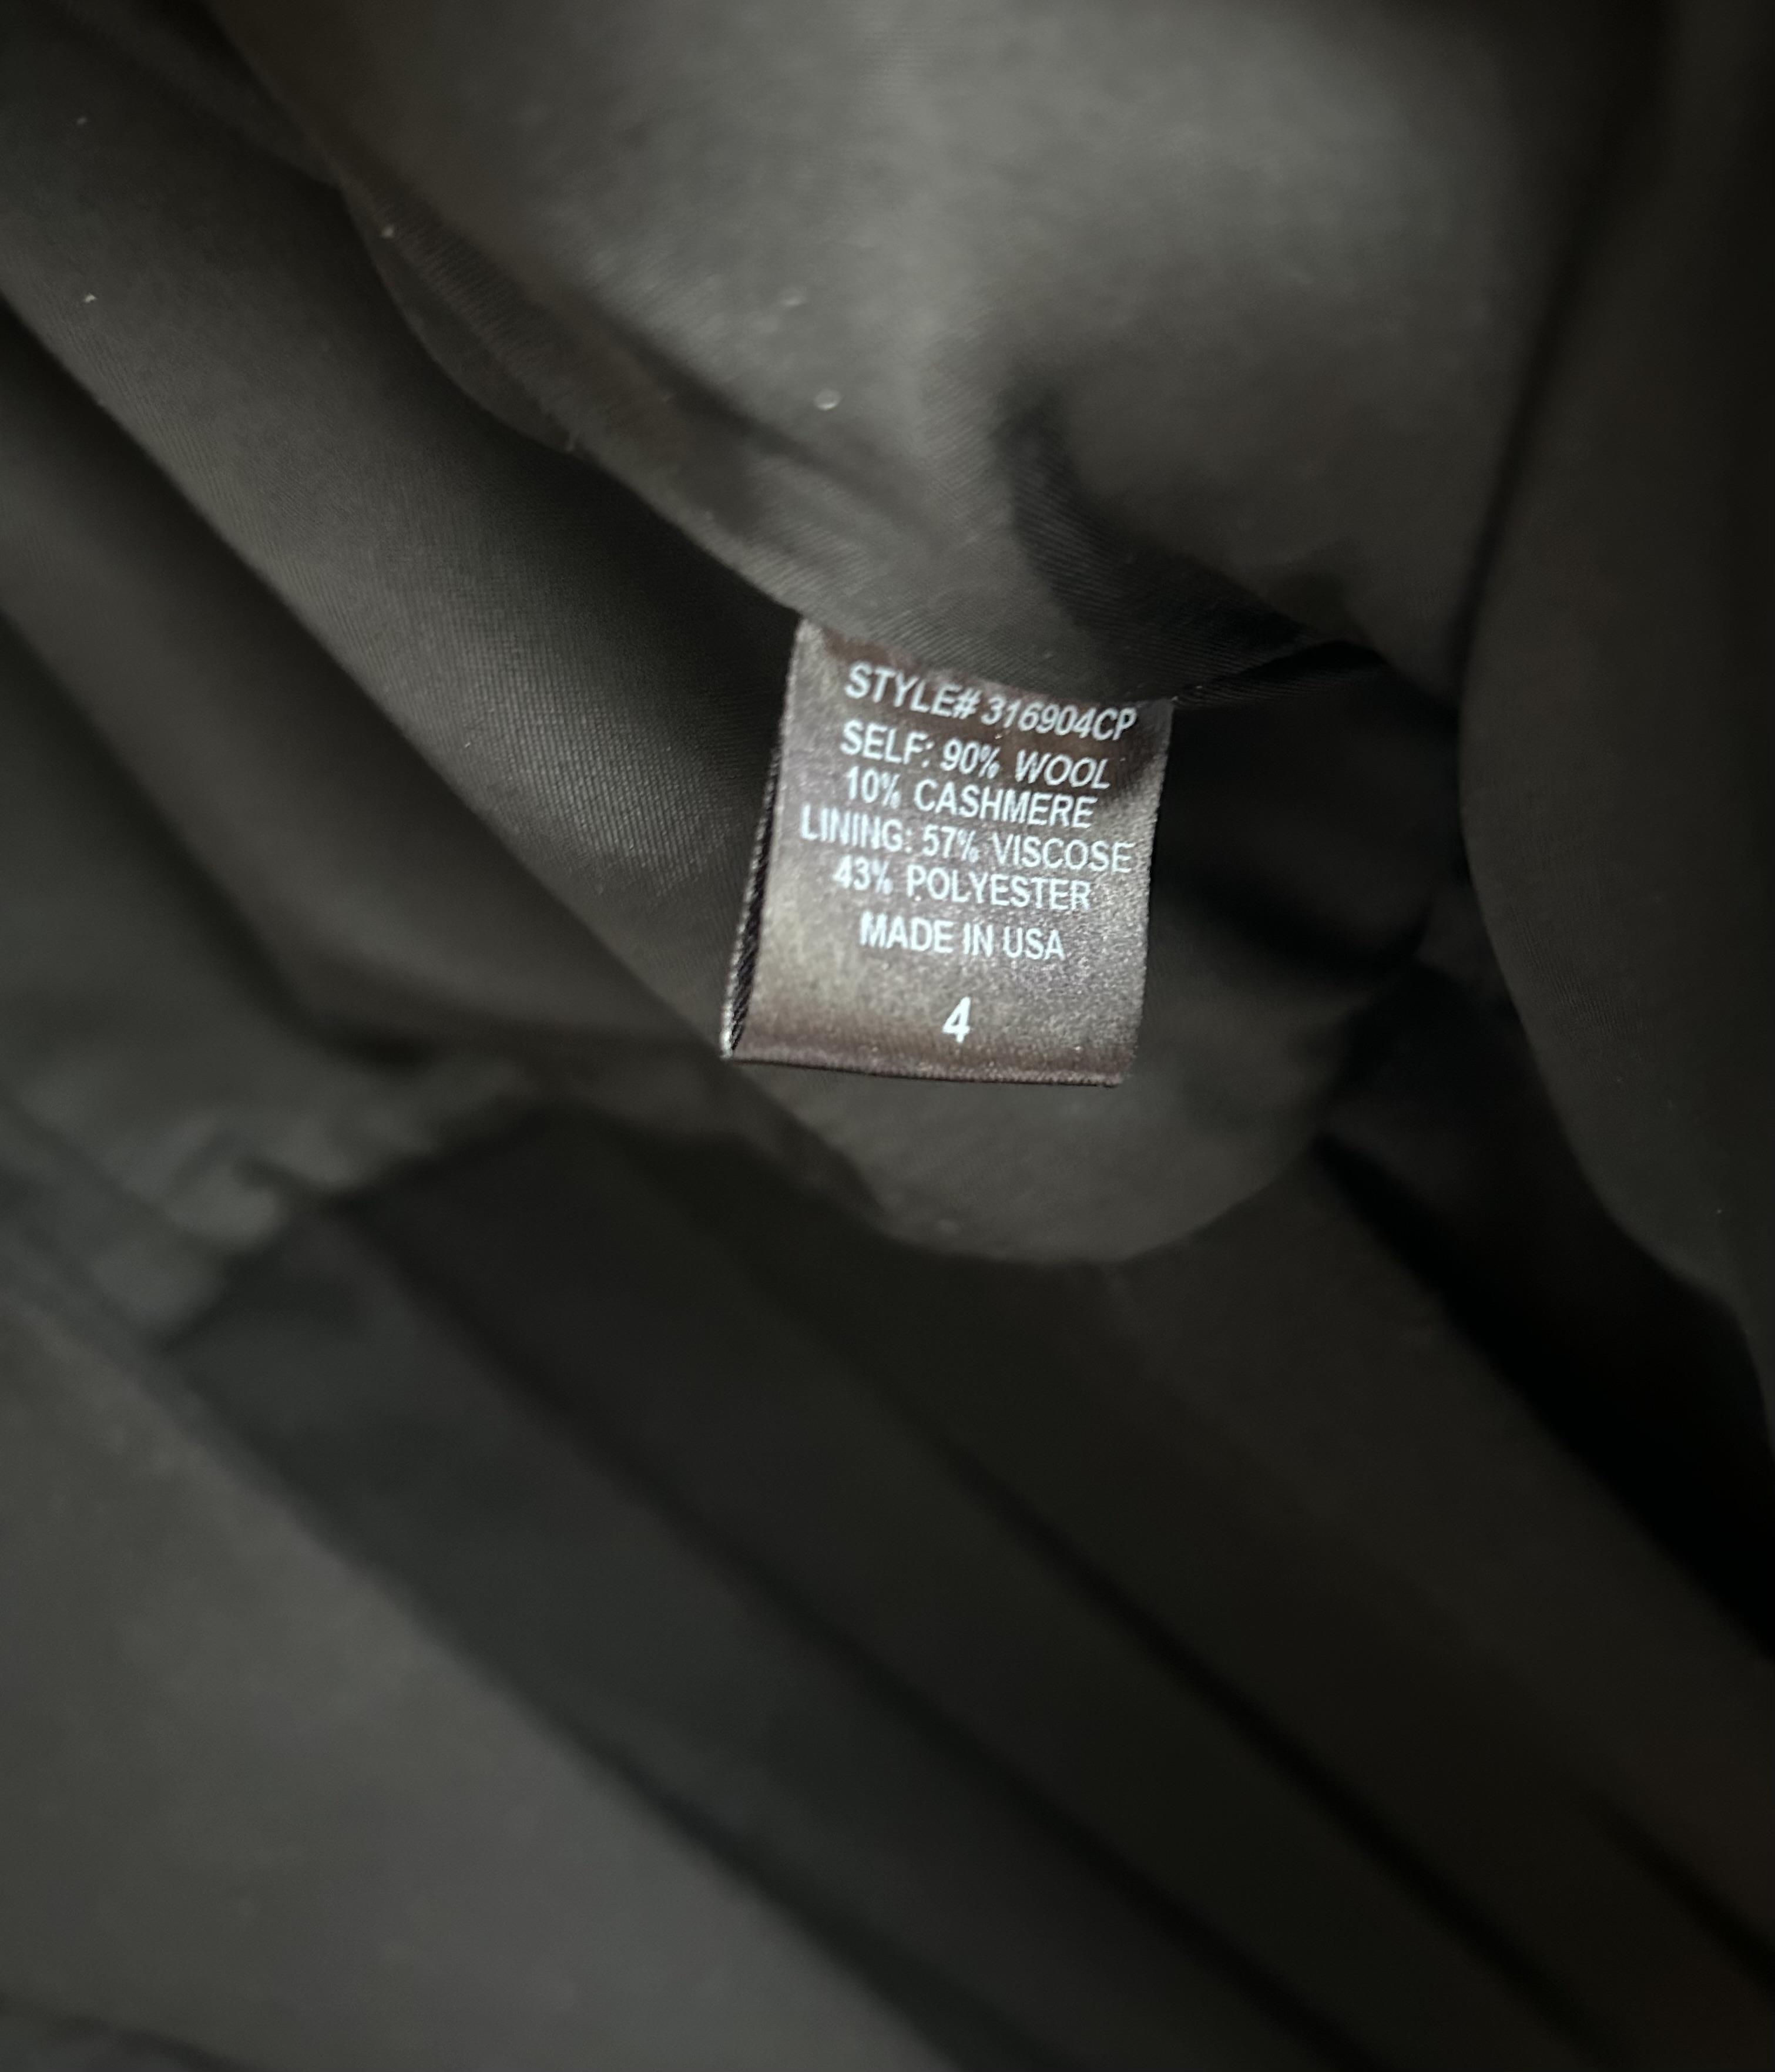 STYLE# 316904CP
SELF: 90% WOOL
10% CASHMERE
LINING: 57% VISCOSE
43% POLYESTER
MADE IN USA
4